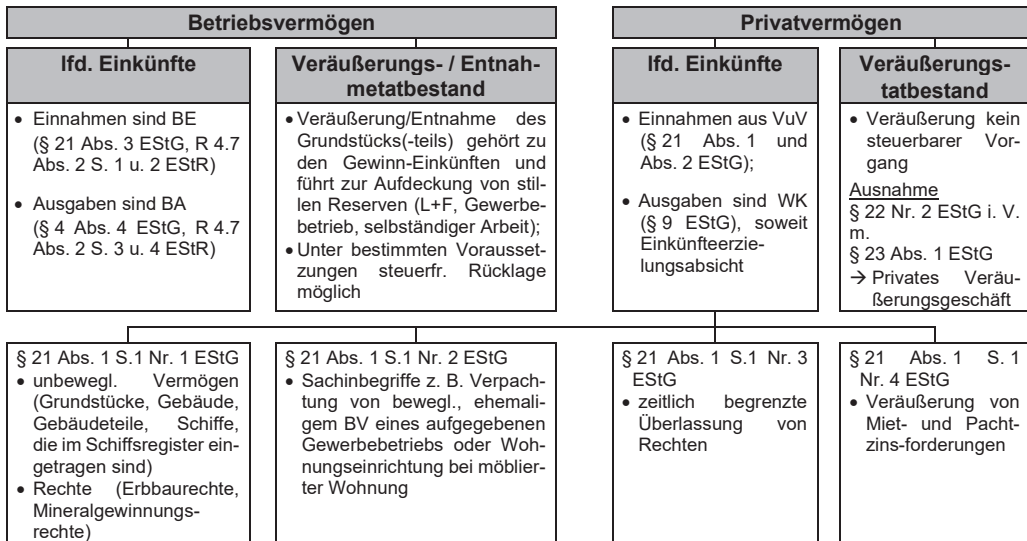 Betriebsvermögen
lfd. Einkünfte
• Einnahmen sind BE
(§ 21 Abs. 3 EStG, R 4.7
Abs. 2 S. 1 u. 2 EStR)
• Ausgaben sind BA
(§ 4 Abs. 4 EStG, R 4.7
Abs. 2 S. 3 u. 4 EStR)
Veräußerungs- / Entnah-
metatbestand
• Veräußerung/Entnahme des
Grundstücks(-teils) gehört zu
den Gewinn-Einkünften und
führt zur Aufdeckung von stil-
len Reserven (L+F, Gewerbe-
betrieb, selbständiger Arbeit);
• Unter bestimmten Vorausset-
zungen steuerfr. Rücklage
möglich
Privatvermögen
lfd. Einkünfte
• Einnahmen aus VuV
(§ 21 Abs. 1 und
Abs. 2 EStG);
• Ausgaben sind WK
(§ 9 EStG), soweit
Einkünfteerzie-
lungsabsicht
Veräußerungs-
tatbestand
• Veräußerung kein
steuerbarer Vor-
gang
Ausnahme
§ 22 Nr. 2 EStG i. V.
m.
§ 23 Abs. 1 EStG
→ Privates Veräu-
ßerungsgeschäft
§ 21 Abs. 1 S.1 Nr. 1 EStG
• unbewegl. Vermögen
(Grundstücke, Gebäude,
Gebäudeteile, Schiffe,
die im Schiffsregister ein-
getragen sind)
• Rechte (Erbbaurechte,
Mineralgewinnungs-
rechte)
§ 21 Abs. 1 S.1 Nr. 2 EStG
• Sachinbegriffe z. B. Verpach-
tung von bewegl., ehemali-
gem BV eines aufgegebenen
Gewerbebetriebs oder Woh-
nungseinrichtung bei möblier-
ter Wohnung
§ 21 Abs. 1 S.1 Nr. 3
EStG
• zeitlich begrenzte
Überlassung von
Rechten
§ 21 Abs. 1 S. 1
Nr. 4 EStG
• Veräußerung von
Miet- und Pacht-
zins-forderungen